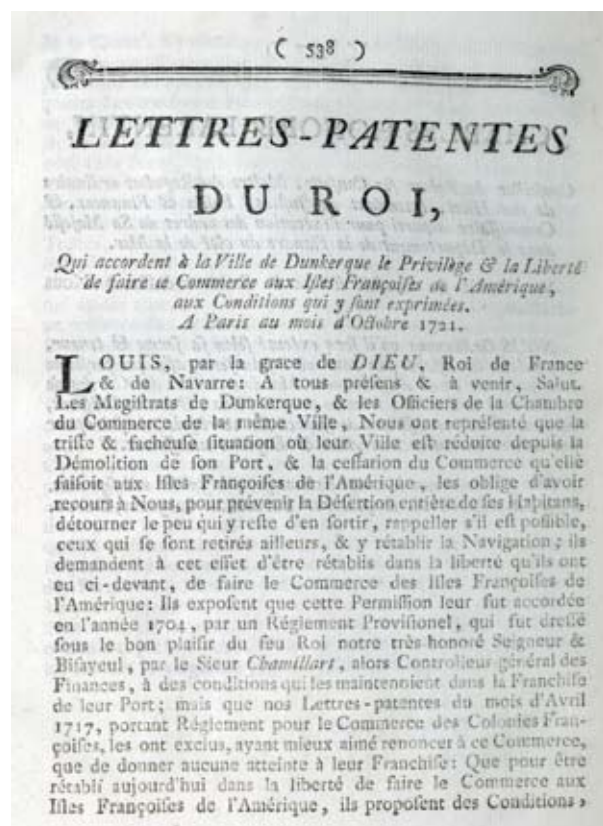 ( 538 )
LETTRES-PATENTES
DU ROI,
Qui accordent à la Ville de Dunkerque le Privilège & la Liberté
de faire le Commerce aux Isles Françoises de l'Amérique,
aux Conditions qui y sont exprimées.
A Paris au mois d'Octobre 1721.
LOUIS, par la grace de DIEU, Roi de France
& de Navarre: A tous présens & à venir, Salut.
Les Magistrats de Dunkerque, & les Officiers de la Chambre
du Commerce de la même Ville, Nous ont représenté que la
triste & facheuse situation où leur Ville est réduite depuis la
Démolition de son Port, & la cessation du Commerce qu'elle
faisoit aux Isles Françoises de l'Amérique, les oblige d'avoir
recours à Nous, pour prévenir la Désertion entière de ses Habitans,
détourner le peu qui y reste d'en sortir, rappeller s'il est possible,
ceux qui se sont retirés ailleurs, & y rétablir la Navigation; ils
demandent à cet effet d'être rétablis dans la liberté qu'ils ont
eu ci-devant, de faire le Commerce des Isles Françoises de
l'Amérique: Ils exposent que cette Permission leur fut accordée
en l'année 1704, par un Réglement Provisionel, qui fut dressé
sous le bon plaisir du feu Roi notre très-honoré Seigneur &
Bisayeul, par le Sieur Chamillart, alors Controlleur général des
Finances, à des conditions qui les maintennoient dans la Franchise
de leur Port; mais que nos Lettres-patentes du mois d'Avril
1717, portant Réglement pour le Commerce des Colonies Fran-
çoises, les ont exclus, ayant mieux aimé renoncer à ce Commerce,
que de donner aucune atteinte à leur Franchise: Que pour être
rétabli aujourd'hui dans la liberté de faire le Commerce aux
Isles Françoises de l'Amérique, ils proposent des Conditions,